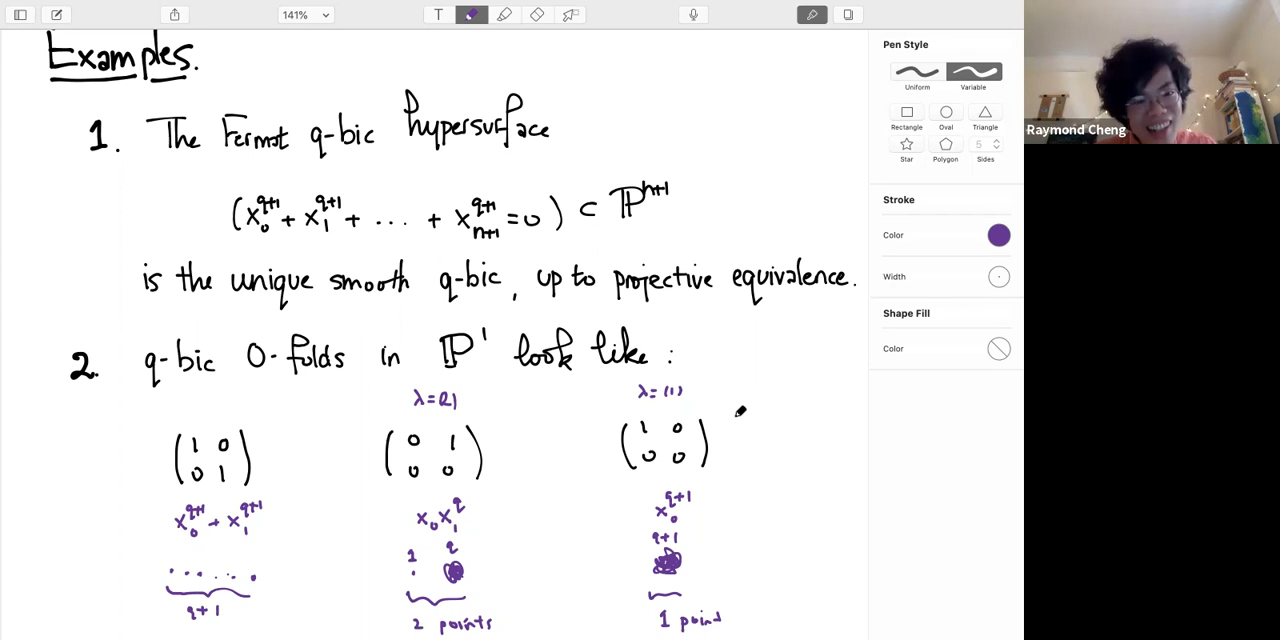 141%
T
Examples.
1. The Fermat q-bic hypersurface
(x₀^{q+1} + x₁^{q+1} + ... + x_{n+1}^{q+1} = 0) ⊂ ℙ^{n+1}
is the unique smooth q-bic, up to projective equivalence.
2. q-bic 0-folds in ℙ¹ look like:
λ=(2) λ=(1)
(1 0 (0 1 (1 0
0 1) 0 0) 0 0)
x₀^{q+1} + x₁^{q+1} x₀x₁^q x₀^{q+1}
1 q q+1
q+1 2 points 1 point
Pen Style
Uniform Variable
Rectangle Oval Triangle
5
Star Polygon Sides
Stroke
Color
Width
Shape Fill
Color
Raymond Cheng